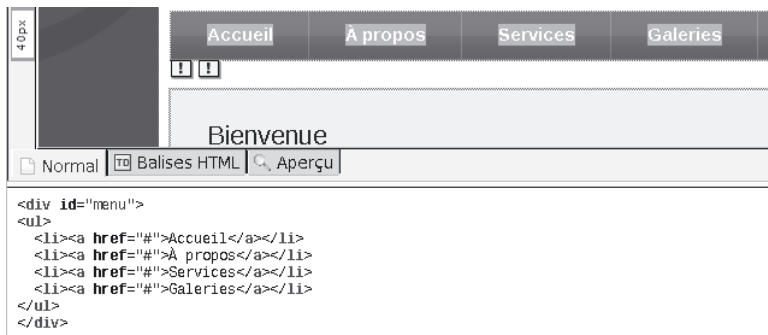 40px
Accueil À propos Services Galeries
! !
Bienvenue
Normal TD Balises HTML Aperçu
<div id="menu">
<ul>
<li><a href="#">Accueil</a></li>
<li><a href="#">À propos</a></li>
<li><a href="#">Services</a></li>
<li><a href="#">Galeries</a></li>
</ul>
</div>